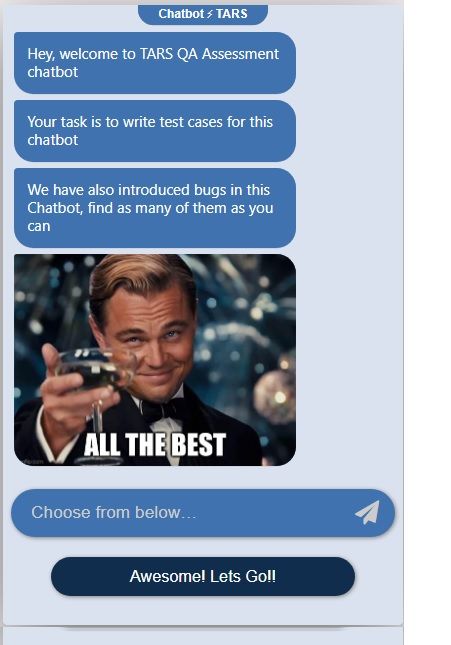 Chatbot⚡TARS
Hey, welcome to TARS QA Assessment
chatbot
Your task is to write test cases for this
chatbot
We have also introduced bugs in this
Chatbot, find as many of them as you
can
ALL THE BEST
Choose from below...
Awesome! Lets Go!!